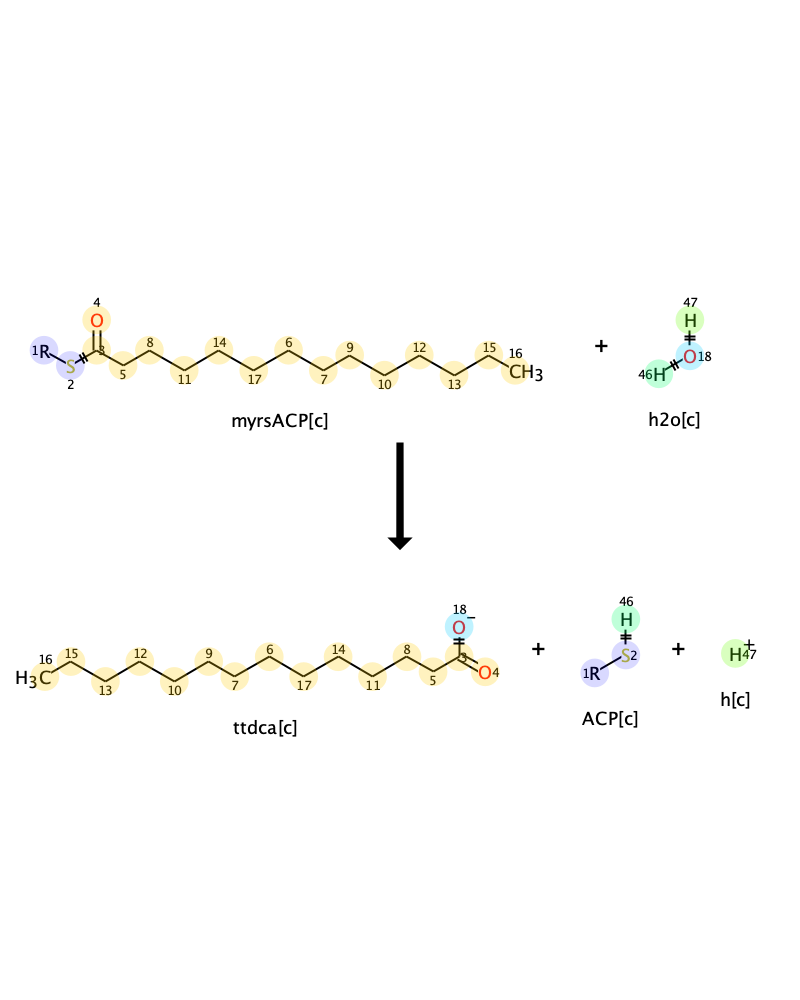 4 47
O H
1R 3 8 14 6 9 12 15 16 + O18
S CH3 46H
2 5 11 17 7 10 13
myrsACP[c] h2o[c]
18 46
O− H
16 15 12 9 6 14 8 3 + S2 + H+47
H3C O4 1R
13 10 7 17 11 5
h[c]
ttdca[c] ACP[c]